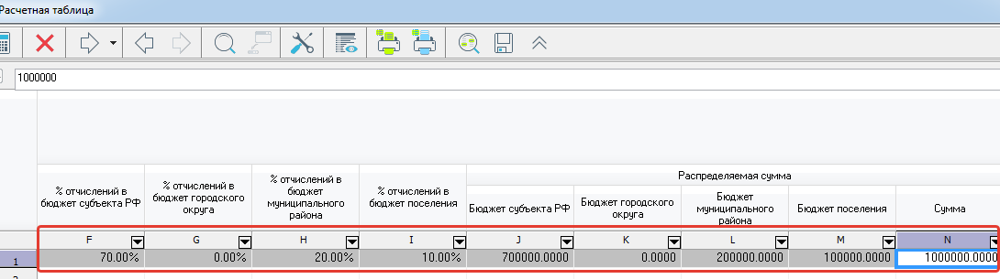 Расчетная таблица
1000000
% отчислений в
бюджет субъекта РФ
% отчислений в
бюджет городского
округа
% отчислений в
бюджет
муниципального
района
% отчислений в
бюджет поселения
Распределяемая сумма
Бюджет субъекта РФ
Бюджет городского
округа
Бюджет
муниципального
района
Бюджет поселения
Сумма
F G H I J K L M N
1 70.00% 0.00% 20.00% 10.00% 700000.0000 0.0000 200000.0000 100000.0000 1000000.0000